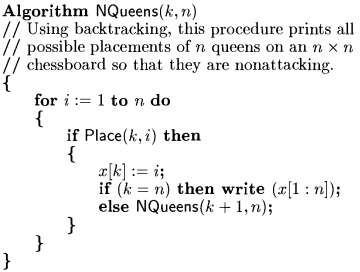 Algorithm NQueens(k, n)
// Using backtracking, this procedure prints all
// possible placements of n queens on an n × n
// chessboard so that they are nonattacking.
{
for i := 1 to n do
{
if Place(k, i) then
{
x[k] := i;
if (k = n) then write (x[1 : n]);
else NQueens(k + 1, n);
}
}
}